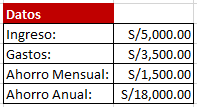 Datos
Ingreso: S/5,000.00
Gastos: S/3,500.00
Ahorro Mensual: S/1,500.00
Ahorro Anual: S/18,000.00